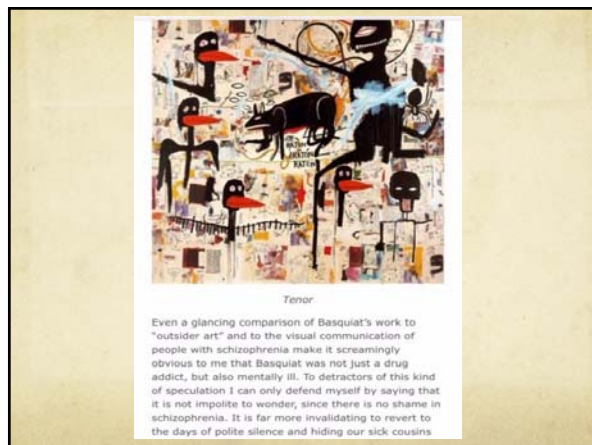 RATON
RATON
RATON
Tenor
Even a glancing comparison of Basquiat's work to
"outsider art" and to the visual communication of
people with schizophrenia make it screamingly
obvious to me that Basquiat was not just a drug
addict, but also mentally ill. To detractors of this kind
of speculation I can only defend myself by saying that
it is not impolite to wonder, since there is no shame in
schizophrenia. It is far more invalidating to revert to
the days of polite silence and hiding our sick cousins